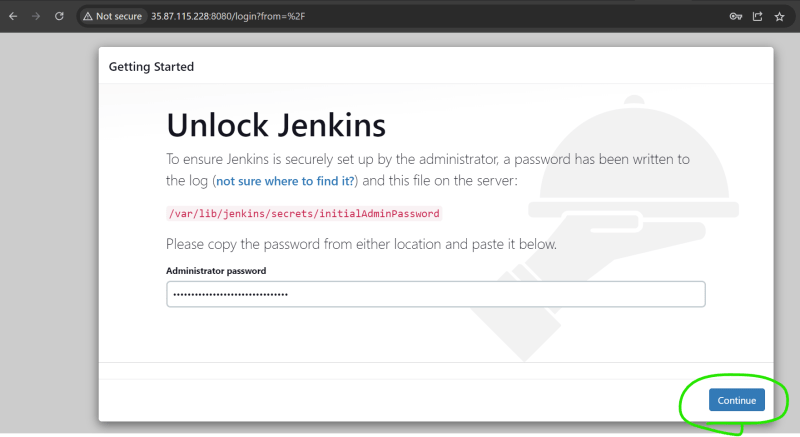 Not secure 35.87.115.228:8080/login?from=%2F
Getting Started
Unlock Jenkins
To ensure Jenkins is securely set up by the administrator, a password has been written to
the log (not sure where to find it?) and this file on the server:
/var/lib/jenkins/secrets/initialAdminPassword
Please copy the password from either location and paste it below.
Administrator password
••••••••••••••••••••••••••••••••
Continue